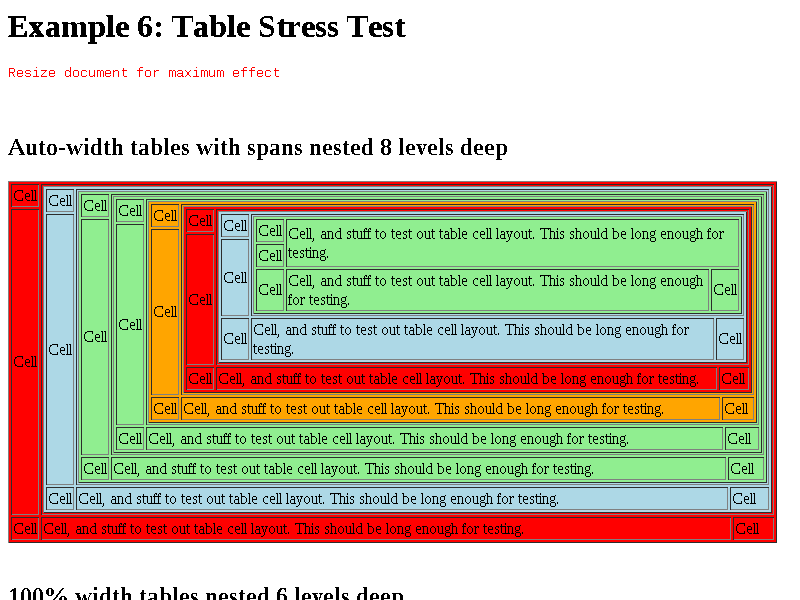 Example 6: Table Stress Test
Resize document for maximum effect
Auto-width tables with spans nested 8 levels deep
Cell
Cell
Cell
Cell
Cell
Cell
Cell
Cell
Cell, and stuff to test out table cell layout. This should be long enough for
testing.
Cell
Cell
Cell, and stuff to test out table cell layout. This should be long enough
for testing.
Cell
Cell
Cell
Cell, and stuff to test out table cell layout. This should be long enough for
testing.
Cell
Cell
Cell
Cell, and stuff to test out table cell layout. This should be long enough for testing.
Cell
Cell
Cell
Cell, and stuff to test out table cell layout. This should be long enough for testing.
Cell
Cell
Cell
Cell, and stuff to test out table cell layout. This should be long enough for testing.
Cell
Cell
Cell
Cell, and stuff to test out table cell layout. This should be long enough for testing.
Cell
Cell
Cell
Cell, and stuff to test out table cell layout. This should be long enough for testing.
Cell
Cell
Cell
Cell, and stuff to test out table cell layout. This should be long enough for testing.
Cell
100% width tables nested 6 levels deep